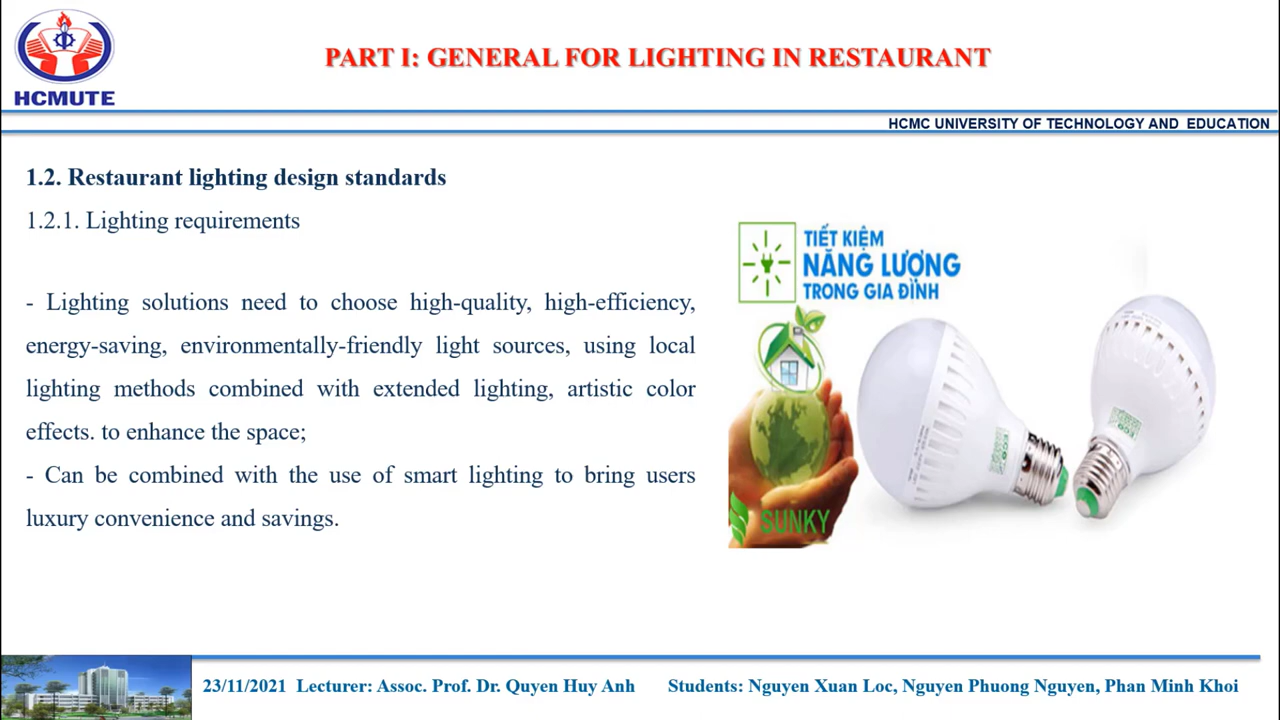 HCMUTE
PART I: GENERAL FOR LIGHTING IN RESTAURANT
HCMC UNIVERSITY OF TECHNOLOGY AND EDUCATION
1.2. Restaurant lighting design standards
1.2.1. Lighting requirements
- Lighting solutions need to choose high-quality, high-efficiency,
energy-saving, environmentally-friendly light sources, using local
lighting methods combined with extended lighting, artistic color
effects. to enhance the space;
- Can be combined with the use of smart lighting to bring users
luxury convenience and savings.
TIẾT KIỆM
NĂNG LƯỢNG
TRONG GIA ĐÌNH
SUNKY
ECO
ECO
23/11/2021 Lecturer: Assoc. Prof. Dr. Quyen Huy Anh
Students: Nguyen Xuan Loc, Nguyen Phuong Nguyen, Phan Minh Khoi